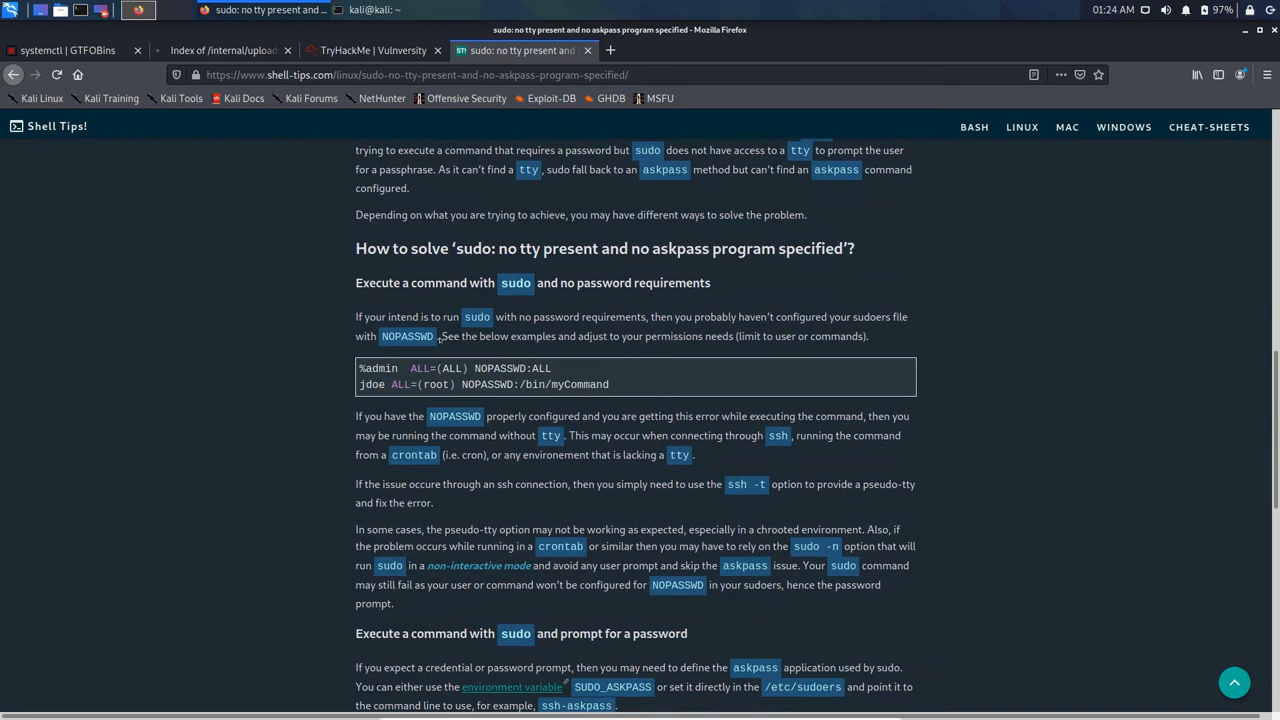 sudo: no tty present and ...
kali@kali: ~
01:24 AM
97%
sudo: no tty present and no askpass program specified - Mozilla Firefox
systemctl | GTFOBins
Index of /internal/upload
TryHackMe | Vulnversity
sudo: no tty present and
https://www.shell-tips.com/linux/sudo-no-tty-present-and-no-askpass-program-specified/
Kali Linux Kali Training Kali Tools Kali Docs Kali Forums NetHunter Offensive Security Exploit-DB GHDB MSFU
Shell Tips!
BASH LINUX MAC WINDOWS CHEAT-SHEETS
trying to execute a command that requires a password but sudo does not have access to a tty to prompt the user
for a passphrase. As it can't find a tty, sudo fall back to an askpass method but can't find an askpass command
configured.
Depending on what you are trying to achieve, you may have different ways to solve the problem.
How to solve ‘sudo: no tty present and no askpass program specified’?
Execute a command with sudo and no password requirements
If your intend is to run sudo with no password requirements, then you probably haven’t configured your sudoers file
with NOPASSWD. See the below examples and adjust to your permissions needs (limit to user or commands).
%admin ALL=(ALL) NOPASSWD:ALL
jdoe ALL=(root) NOPASSWD:/bin/myCommand
If you have the NOPASSWD properly configured and you are getting this error while executing the command, then you
may be running the command without tty. This may occur when connecting through ssh, running the command
from a crontab (i.e. cron), or any environement that is lacking a tty.
If the issue occure through an ssh connection, then you simply need to use the ssh -t option to provide a pseudo-tty
and fix the error.
In some cases, the pseudo-tty option may not be working as expected, especially in a chrooted environment. Also, if
the problem occurs while running in a crontab or similar then you may have to rely on the sudo -n option that will
run sudo in a non-interactive mode and avoid any user prompt and skip the askpass issue. Your sudo command
may still fail as your user or command won’t be configured for NOPASSWD in your sudoers, hence the password
prompt.
Execute a command with sudo and prompt for a password
If you expect a credential or password prompt, then you may need to define the askpass application used by sudo.
You can either use the environment variable SUDO_ASKPASS or set it directly in the /etc/sudoers and point it to
the command line to use, for example, ssh-askpass.